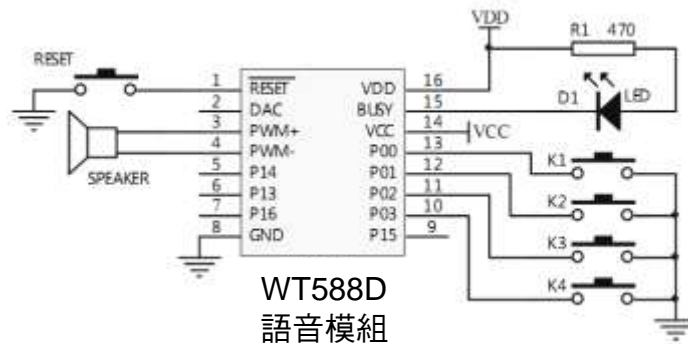 VDD
R1 470
RESET
D1 LED
1 RESET VDD 16
2 DAC BUSY 15
3 PWM+ VCC 14 VCC
4 PWM- P00 13 K1
SPEAKER
5 P14 P01 12 K2
6 P13 P02 11 K3
7 P16 P03 10 K4
8 GND P15 9
WT588D
語音模組